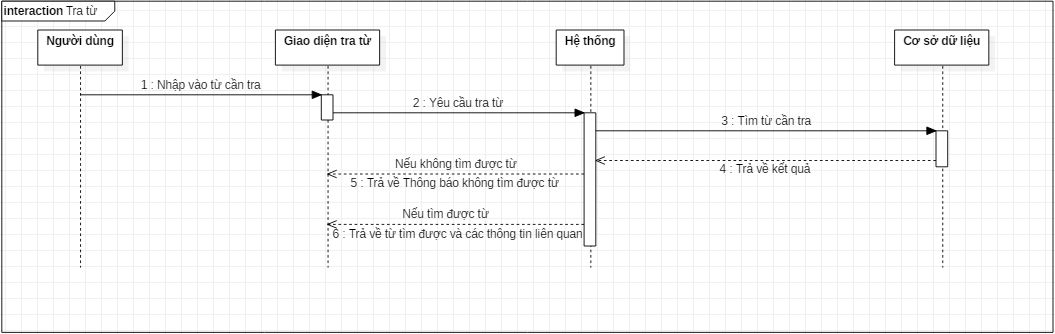 interaction Tra từ
Người dùng
Giao diện tra từ
Hệ thống
Cơ sở dữ liệu
1 : Nhập vào từ cần tra
2 : Yêu cầu tra từ
3 : Tìm từ cần tra
4 : Trả về kết quả
Nếu không tìm được từ
5 : Trả về Thông báo không tìm được từ
Nếu tìm được từ
6 : Trả về từ tìm được và các thông tin liên quan